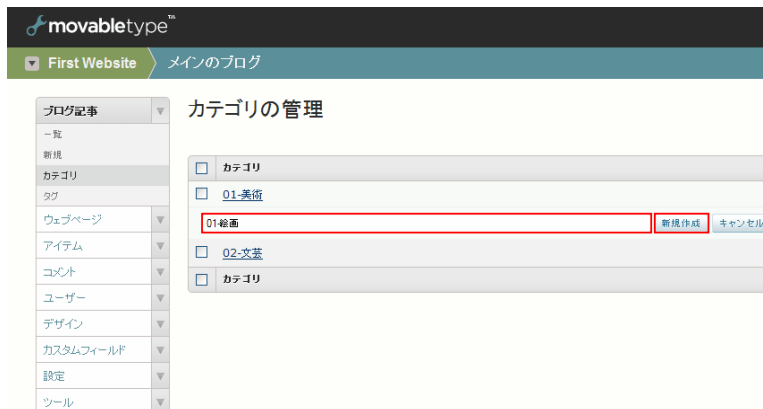 movabletype™
First Website メインのブログ
ブログ記事
一覧
新規
カテゴリ
タグ
ウェブページ
アイテム
コメント
ユーザー
デザイン
カスタムフィールド
設定
ツール
カテゴリの管理
カテゴリ
01-美術
01-絵画 新規作成 キャンセル
02-文芸
カテゴリ